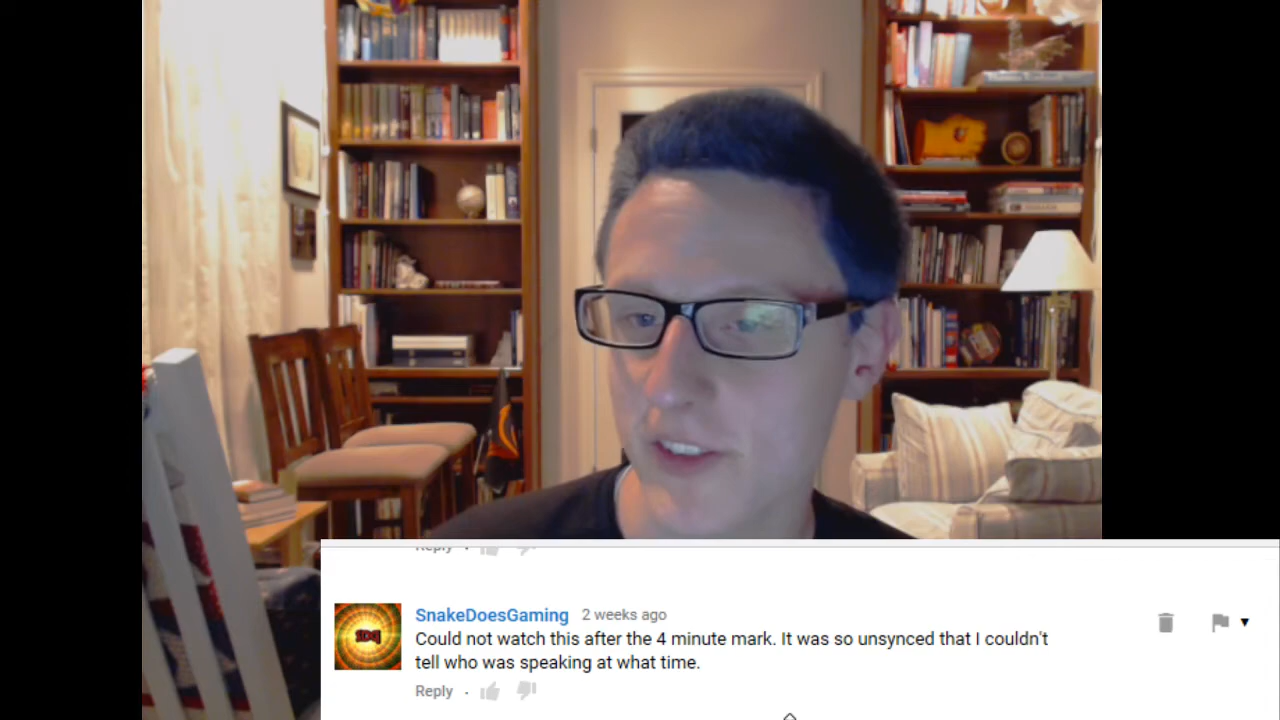 Reply
SnakeDoesGaming 2 weeks ago
Could not watch this after the 4 minute mark. It was so unsynced that I couldn't
tell who was speaking at what time.
Reply